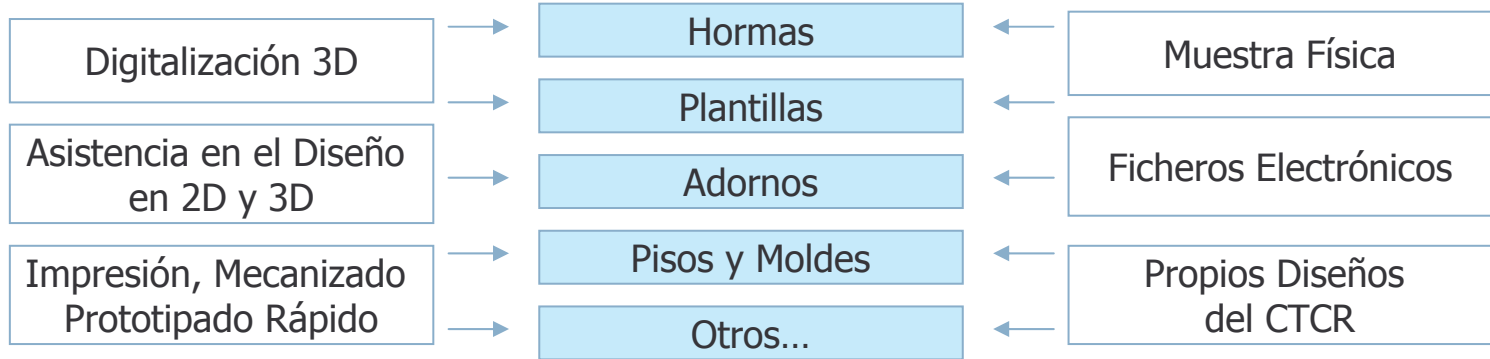 Digitalización 3D
Asistencia en el Diseño
en 2D y 3D
Impresión, Mecanizado
Prototipado Rápido
Hormas
Plantillas
Adornos
Pisos y Moldes
Otros…
Muestra Física
Ficheros Electrónicos
Propios Diseños
del CTCR